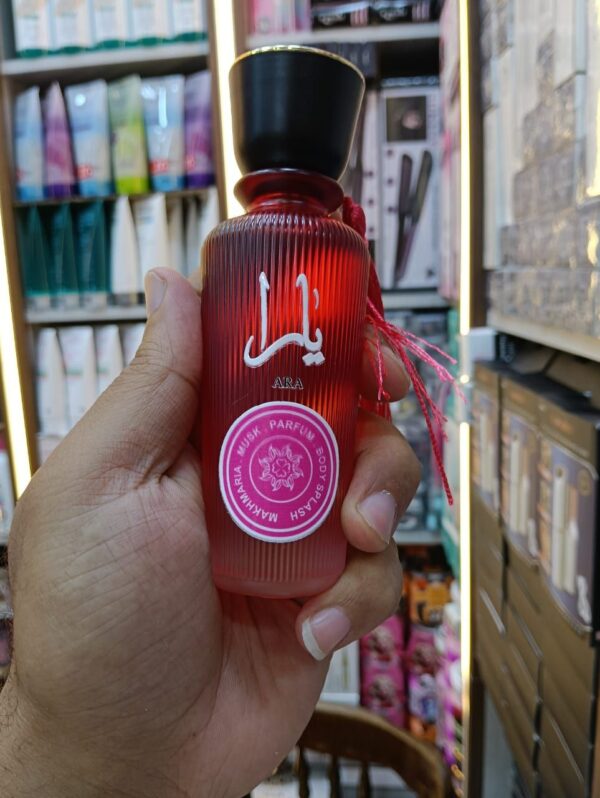 يارا
ARA
MAKHMARIA MUSK . PARFUM . BODY SPLASH